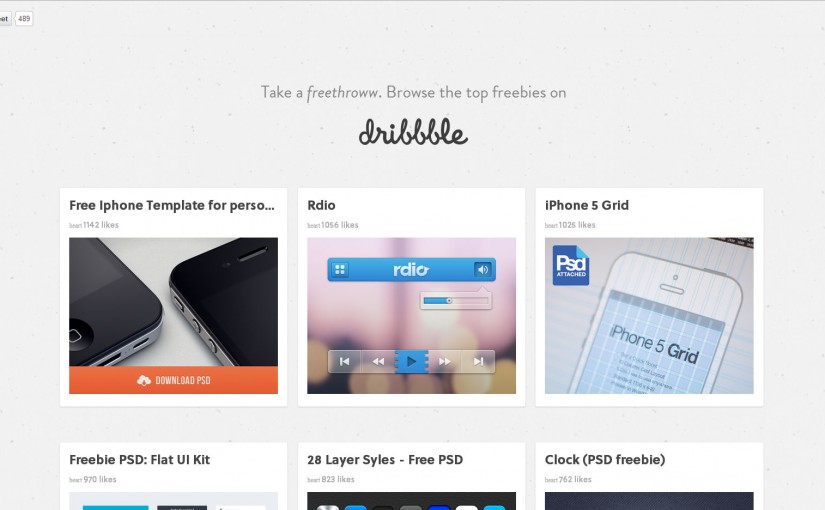 489
Take a freethroww. Browse the top freebies on
dribbble
Free Iphone Template for perso...
heart 1142 likes
DOWNLOAD PSD
Rdio
heart 1056 likes
rdio
iPhone 5 Grid
heart 1025 likes
Psd
ATTACHED
iPhone 5 Grid
Freebie PSD: Flat UI Kit
heart 970 likes
28 Layer Syles - Free PSD
heart 823 likes
Clock (PSD freebie)
heart 762 likes